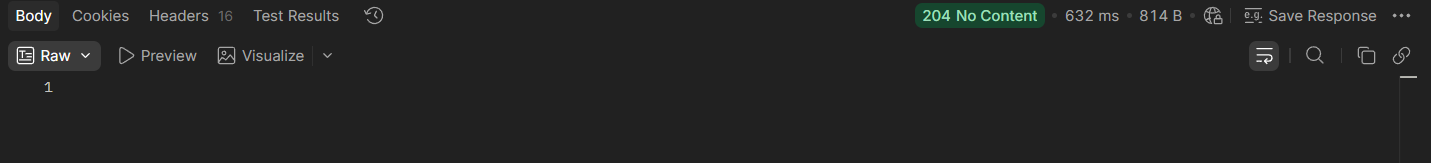 Body Cookies Headers 16 Test Results 204 No Content • 632 ms • 814 B • e.g. Save Response •••
Raw Preview Visualize
1